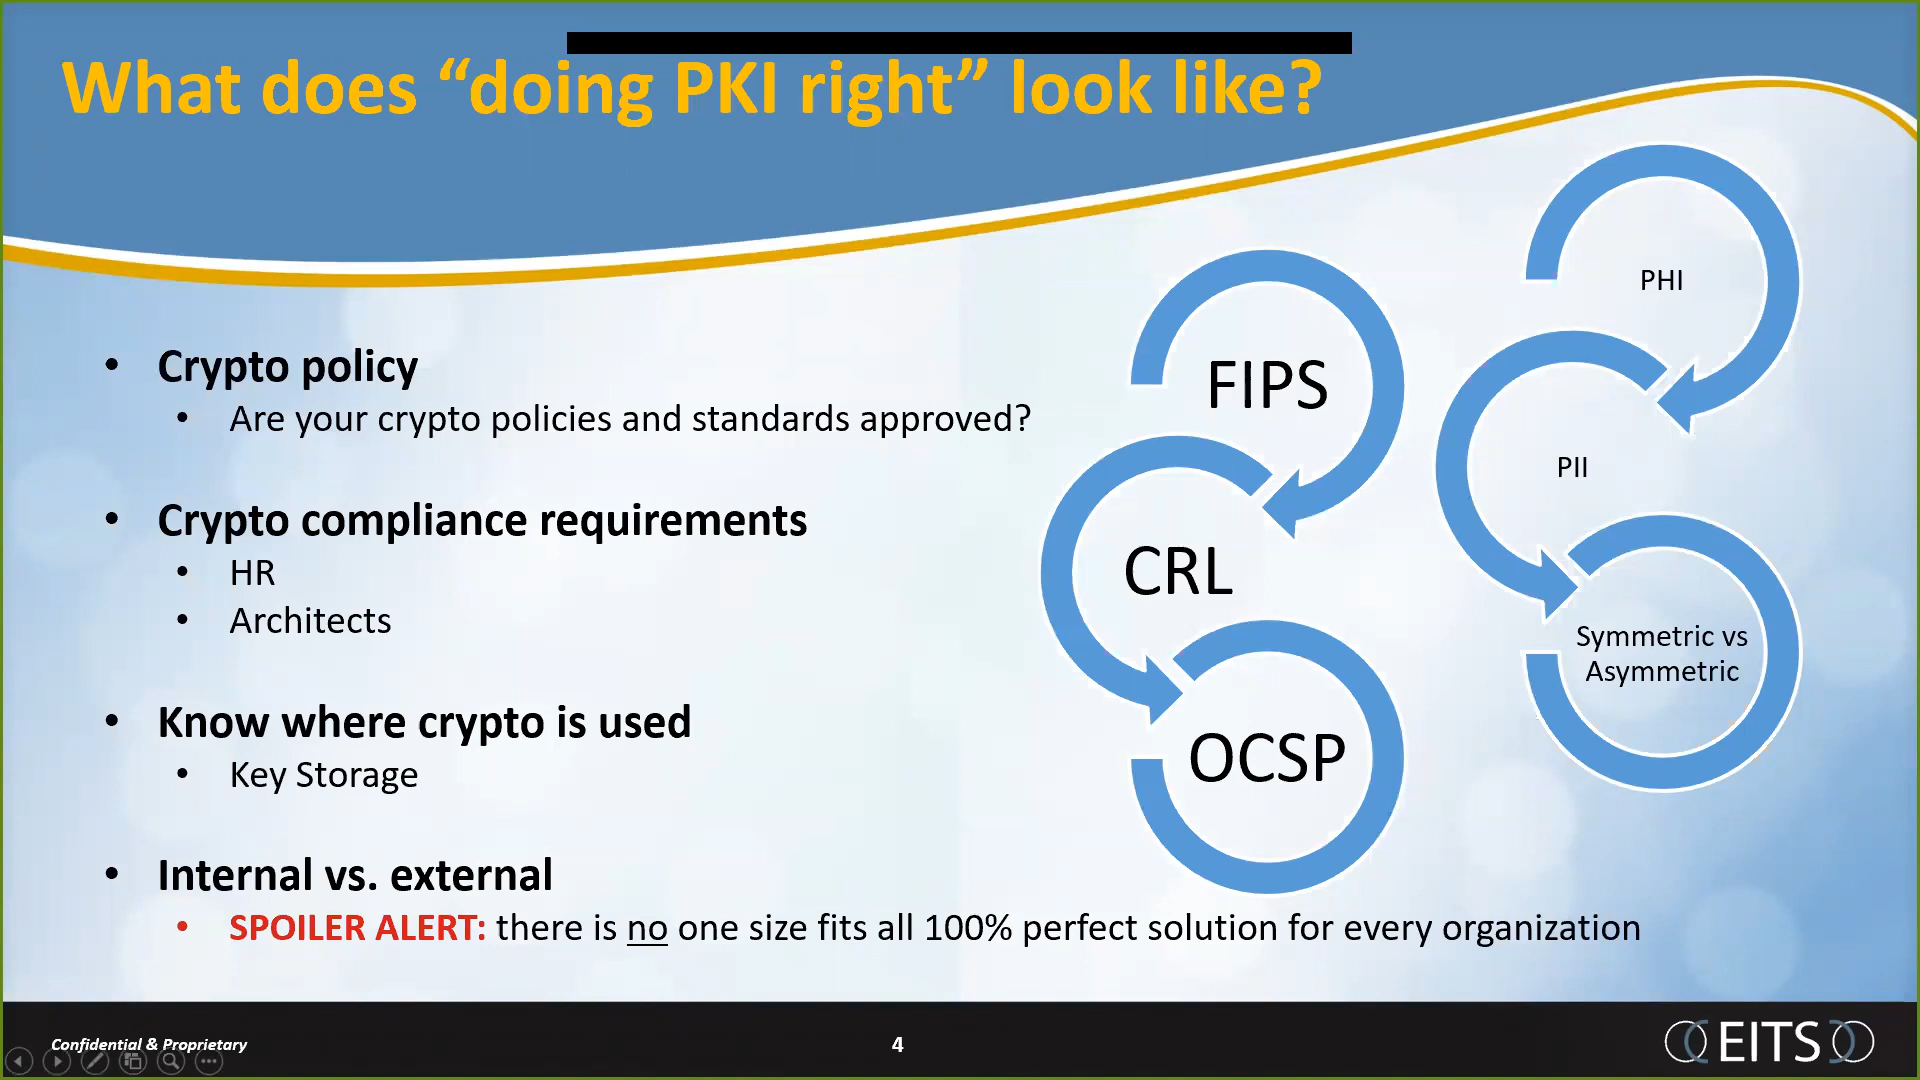 What does “doing PKI right” look like?
• Crypto policy
• Are your crypto policies and standards approved?
• Crypto compliance requirements
• HR
• Architects
• Know where crypto is used
• Key Storage
• Internal vs. external
• SPOILER ALERT: there is no one size fits all 100% perfect solution for every organization
FIPS
CRL
OCSP
PHI
PII
Symmetric vs
Asymmetric
Confidential & Proprietary
4
EITS